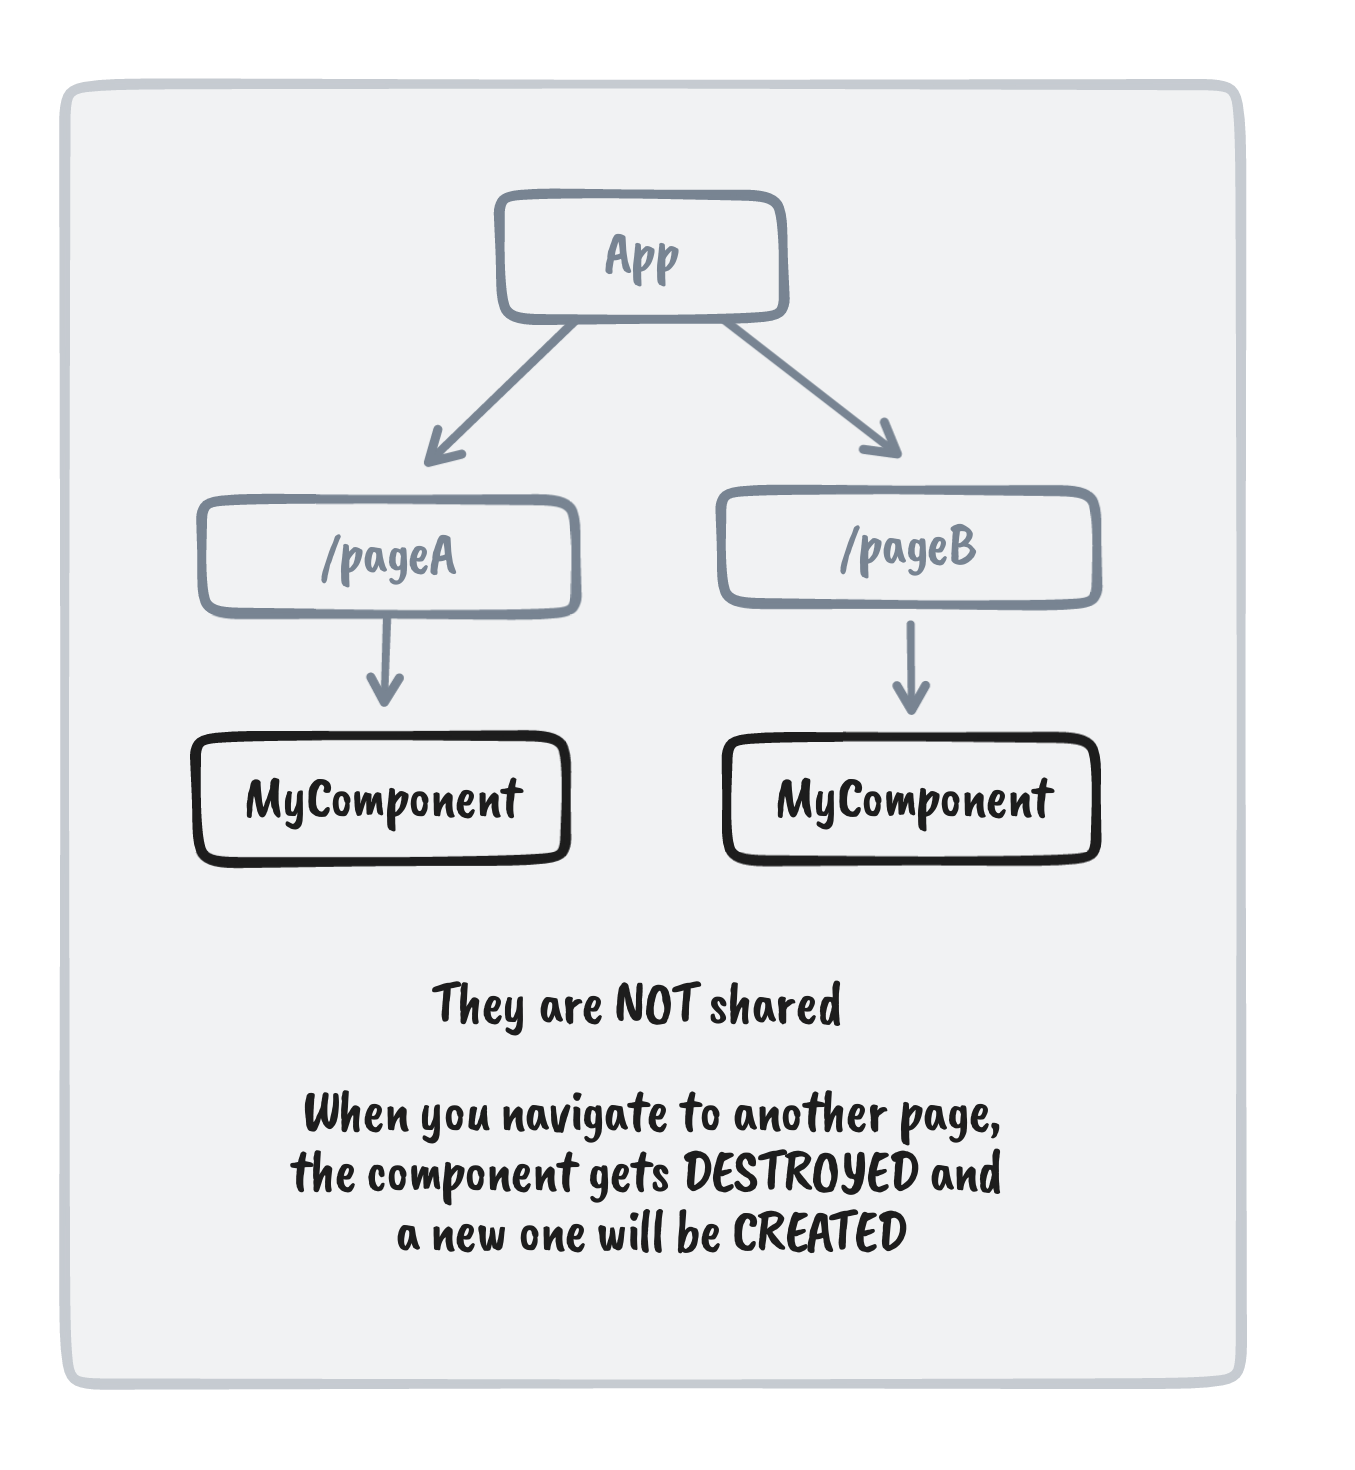 App
/pageA
/pageB
MyComponent
MyComponent
They are NOT shared
When you navigate to another page,
the component gets DESTROYED and
a new one will be CREATED